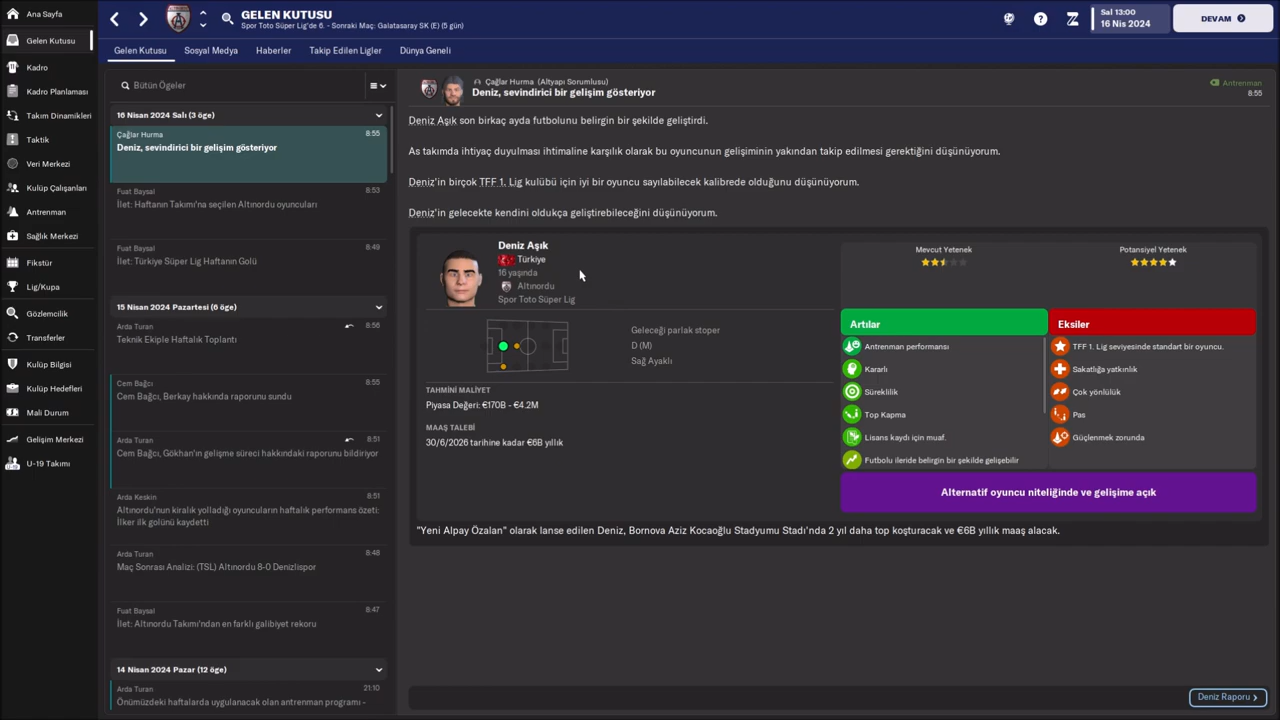 Ana Sayfa
Gelen Kutusu
Kadro
Kadro Planlaması
Takım Dinamikleri
Taktik
Veri Merkezi
Kulüp Çalışanları
Antrenman
Sağlık Merkezi
Fikstür
Lig/Kupa
Gözlemcilik
Transferler
Kulüp Bilgisi
Kulüp Hedefleri
Mali Durum
Gelişim Merkezi
U-19 Takımı
GELEN KUTUSU
Spor Toto Süper Lig'de 6. - Sonraki Maç: Galatasaray SK (E) (5 gün)
Sal 13:00
16 Nis 2024
DEVAM
Gelen Kutusu
Sosyal Medya
Haberler
Takip Edilen Ligler
Dünya Geneli
Bütün Ögeler
16 Nisan 2024 Salı (3 öge)
Çağlar Hurma 8:55
Deniz, sevindirici bir gelişim gösteriyor
Fuat Baysal 8:53
İlet: Haftanın Takımı'na seçilen Altınordu oyuncuları
Fuat Baysal 8:49
İlet: Türkiye Süper Lig Haftanın Golü
15 Nisan 2024 Pazartesi (6 öge)
Arda Turan 8:56
Teknik Ekiple Haftalık Toplantı
Cem Bağcı 8:55
Cem Bağcı, Berkay hakkında raporunu sundu
Arda Turan 8:51
Cem Bağcı, Gökhan'ın gelişme süreci hakkındaki raporunu bildiriyor
Arda Keskin 8:51
Altınordu'nun kiralık yolladığı oyuncuların haftalık performans özeti:
İlker ilk golünü kaydetti
Arda Turan 8:48
Maç Sonrası Analizi: (TSL) Altınordu 8-0 Denizlispor
Fuat Baysal 8:47
İlet: Altınordu Takımı'ndan en farklı galibiyet rekoru
14 Nisan 2024 Pazar (12 öge)
Arda Turan 21:10
Önümüzdeki haftalarda uygulanacak olan antrenman programı -
Çağlar Hurma (Altyapı Sorumlusu)
Deniz, sevindirici bir gelişim gösteriyor
Antrenman
8:55
Deniz Aşık son birkaç ayda futbolunu belirgin bir şekilde geliştirdi.
As takımda ihtiyaç duyulması ihtimaline karşılık olarak bu oyuncunun gelişiminin yakından takip edilmesi gerektiğini düşünüyorum.
Deniz'in birçok TFF 1. Lig kulübü için iyi bir oyuncu sayılabilecek kalibrede olduğunu düşünüyorum.
Deniz'in gelecekte kendini oldukça geliştirebileceğini düşünüyorum.
Deniz Aşık
Türkiye
16 yaşında
Altınordu
Spor Toto Süper Lig
Geleceği parlak stoper
D (M)
Sağ Ayaklı
TAHMİNİ MALİYET
Piyasa Değeri: €170B - €4.2M
MAAŞ TALEBİ
30/6/2026 tarihine kadar €6B yıllık
Mevcut Yetenek
Potansiyel Yetenek
Artılar
Antrenman performansı
Kararlı
Süreklilik
Top Kapma
Lisans kaydı için muaf.
Futbolu ileride belirgin bir şekilde gelişebilir
Eksiler
TFF 1. Lig seviyesinde standart bir oyuncu.
Sakatlığa yatkınlık
Çok yönlülük
Pas
Güçlenmek zorunda
Alternatif oyuncu niteliğinde ve gelişime açık
"Yeni Alpay Özalan" olarak lanse edilen Deniz, Bornova Aziz Kocaoğlu Stadyumu Stadı'nda 2 yıl daha top koşturacak ve €6B yıllık maaş alacak.
Deniz Raporu